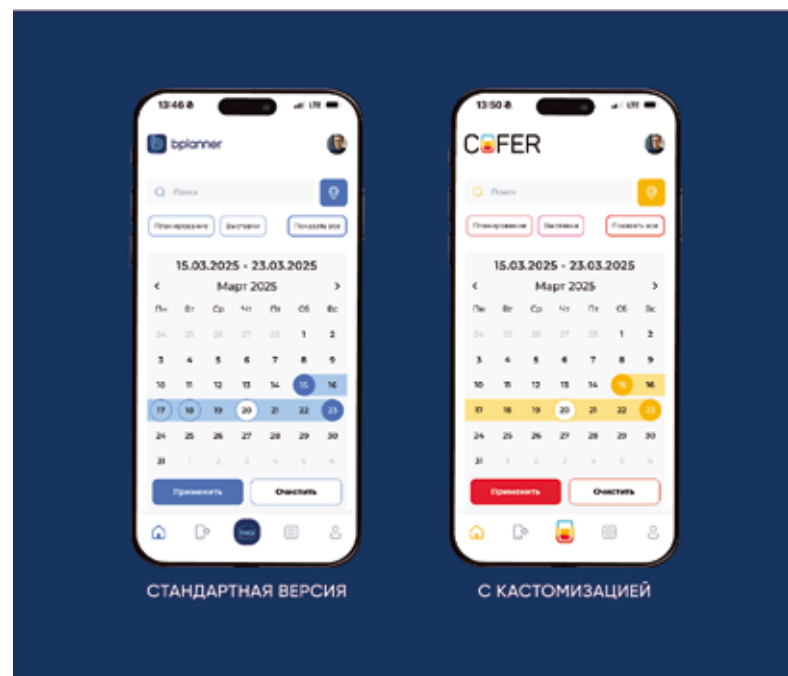 13:46
LTE
bplanner
Поиск
Планирование
Выставки
Показать все
15.03.2025 - 23.03.2025
Март 2025
Пн Вт Ср Чт Пт Сб Вс
24 25 26 27 28 1 2
3 4 5 6 7 8 9
10 11 12 13 14 15 16
17 18 19 20 21 22 23
24 25 26 27 28 29 30
31 1 2 3 4 5 6
Применить
Очистить
СТАНДАРТНАЯ ВЕРСИЯ
13:50
LTE
COFER
Поиск
Планирование
Выставки
Показать все
15.03.2025 - 23.03.2025
Март 2025
Пн Вт Ср Чт Пт Сб Вс
24 25 26 27 28 1 2
3 4 5 6 7 8 9
10 11 12 13 14 15 16
17 18 19 20 21 22 23
24 25 26 27 28 29 30
31 1 2 3 4 5 6
Применить
Очистить
С КАСТОМИЗАЦИЕЙ